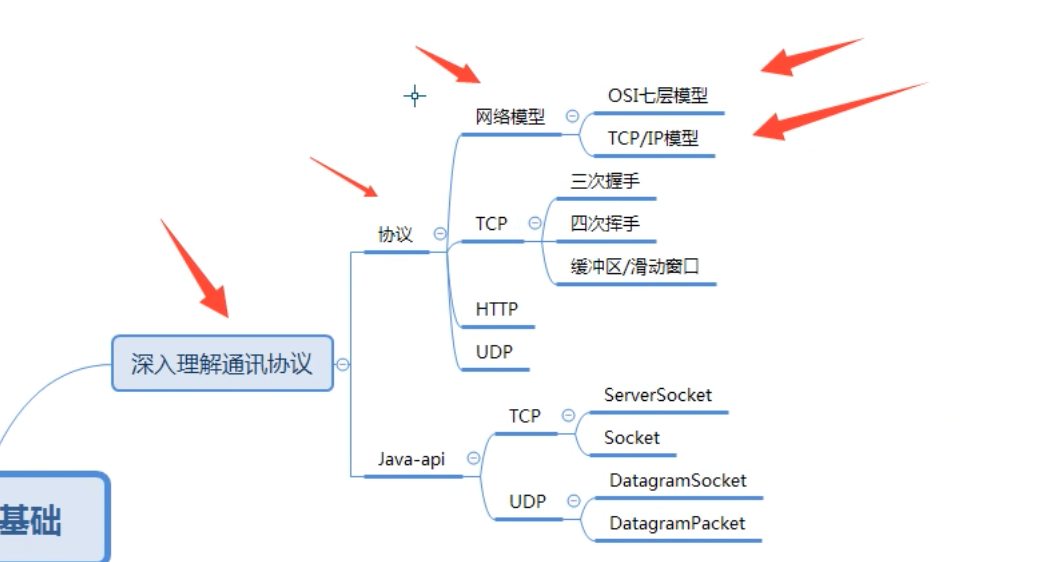 OSI七层模型
网络模型
TCP/IP模型
三次握手
TCP
四次挥手
协议
缓冲区/滑动窗口
HTTP
UDP
深入理解通讯协议
ServerSocket
TCP
Socket
Java-api
DatagramSocket
UDP
DatagramPacket
基础